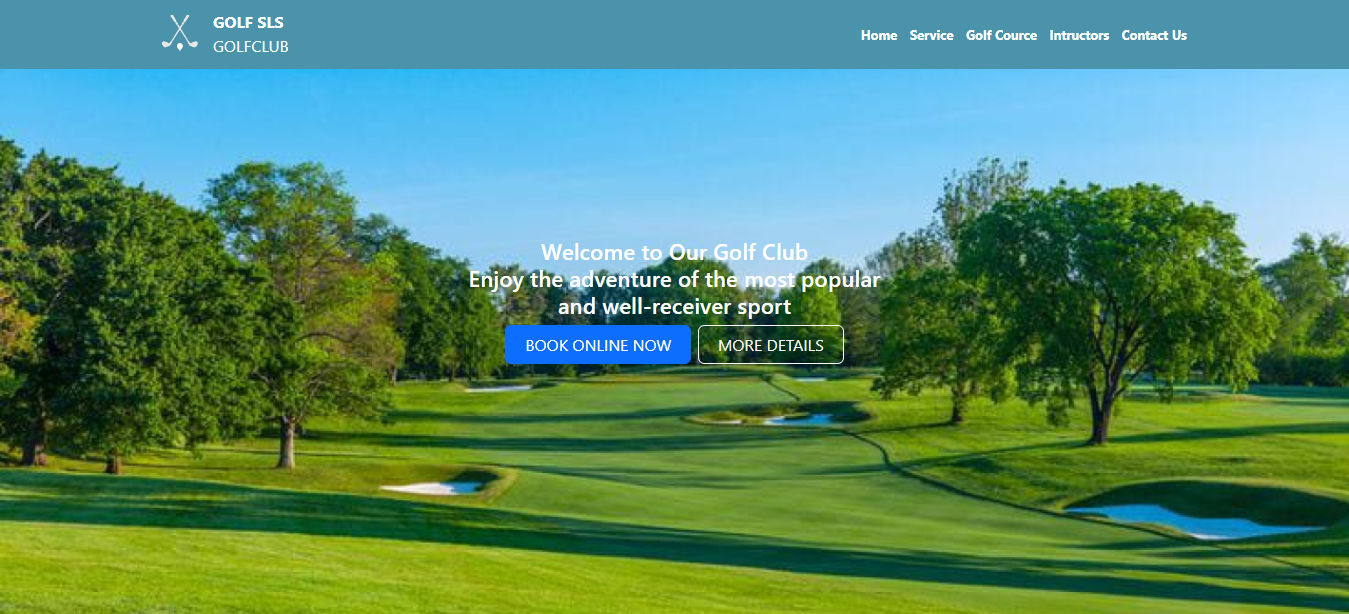 GOLF SLS
GOLFCLUB
Home Service Golf Cource Intructors Contact Us
Welcome to Our Golf Club
Enjoy the adventure of the most popular
and well-receiver sport
BOOK ONLINE NOW MORE DETAILS